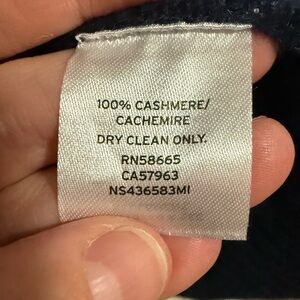 100% CASHMERE/
CACHEMIRE
DRY CLEAN ONLY.
RN58665
CA57963
NS436583MI